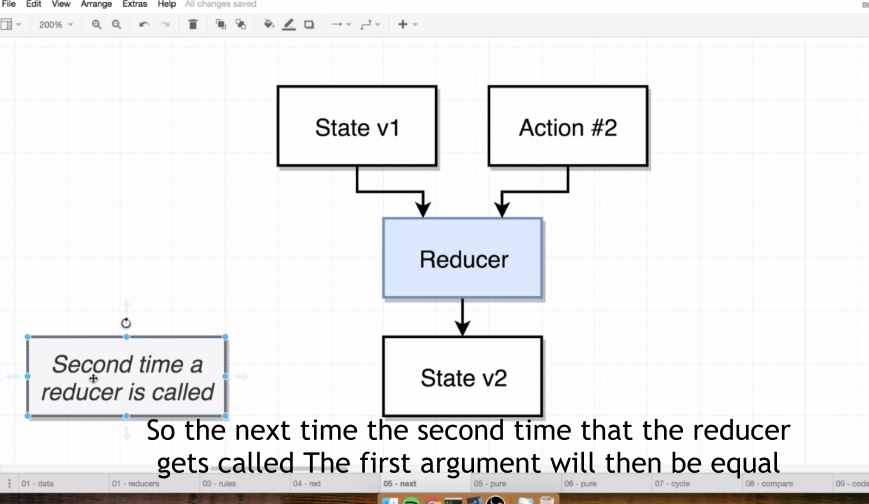 File Edit View Arrange Extras Help All changes saved
200%
State v1 Action #2
Reducer
Second time a
reducer is called
State v2
So the next time the second time that the reducer
gets called The first argument will then be equal
01 - data 01 - reducers 03 - rules 04 - red 05 - next 05 - pure 06 - pure 07 - cycle 08 - compare 09 - code